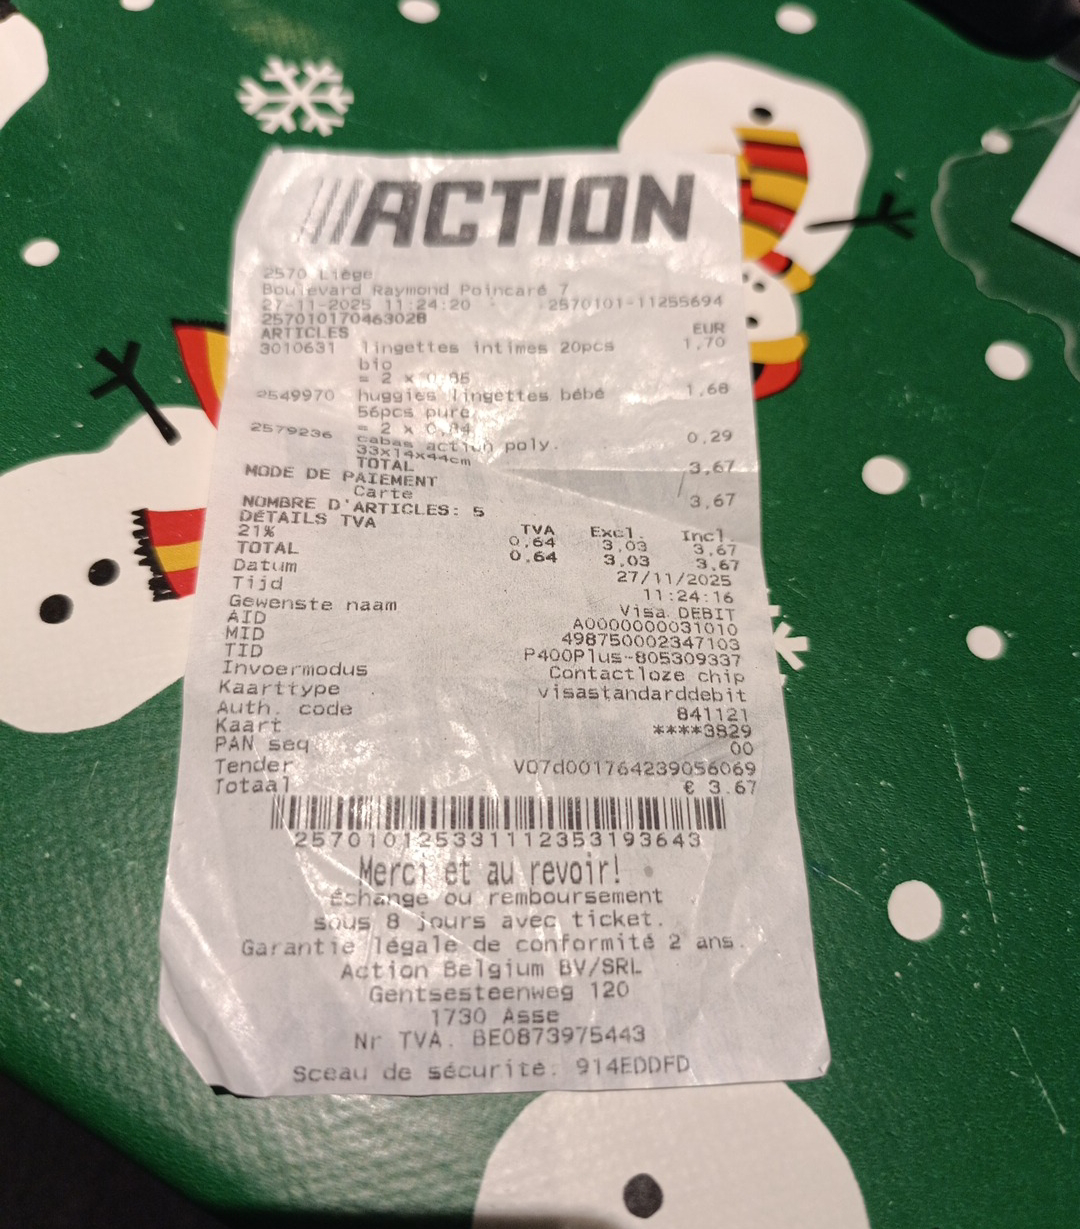 ACTION
2570 Liège
Boulevard Raymond Poincaré 7
27-11-2025 11:24:20 2570101-11255694
257010170463028
ARTICLES EUR
3010631 lingettes intimes 20pcs 1,70
bio
= 2 x 0,85
2549970 huggies lingettes bébé 1,68
56pcs pure
= 2 x 0,84
2579236 cabas action poly. 0,29
33x14x44cm
TOTAL 3,67
MODE DE PAIEMENT
Carte 3,67
NOMBRE D'ARTICLES: 5
DÉTAILS TVA TVA Excl. Incl.
21% 0,64 3,03 3,67
TOTAL 0,64 3,03 3,67
Datum 27/11/2025
Tijd 11:24:16
Gewenste naam Visa DEBIT
AID A0000000031010
MID 498750002347103
TID P400Plus-805309337
Invoermodus Contactloze chip
Kaarttype visastandarddebit
Auth. code 841121
Kaart ****3829
PAN seq 00
Tender V07d001764239056069
Totaal € 3.67
257010125331112353193643
Merci et au revoir!
Échange ou remboursement
sous 8 jours avec ticket.
Garantie légale de conformité 2 ans.
Action Belgium BV/SRL
Gentsesteenweg 120
1730 Asse
Nr TVA. BE0873975443
Sceau de sécurité: 914EDDFD